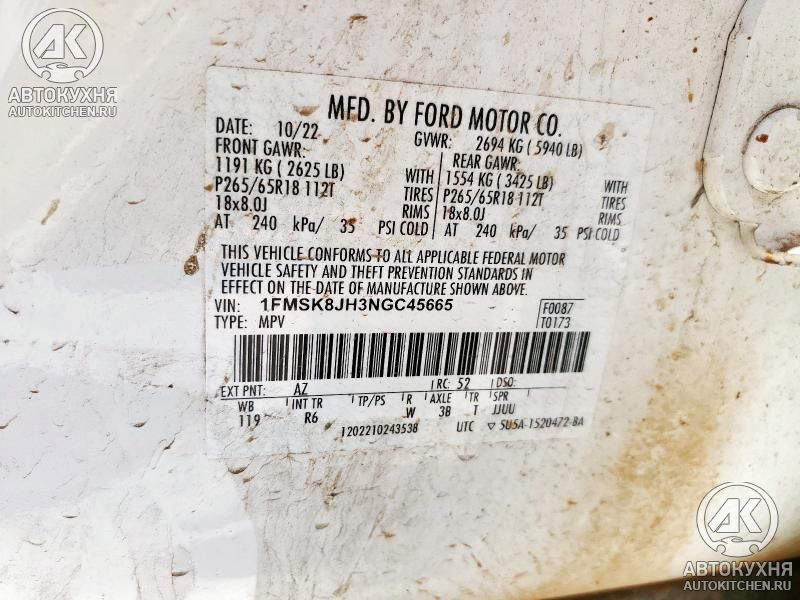 АК
АВТОКУХНЯ
AUTOKITCHEN.RU
MFD. BY FORD MOTOR CO.
DATE: 10/22 GVWR: 2694 KG ( 5940 LB)
FRONT GAWR: REAR GAWR:
1191 KG ( 2625 LB) WITH 1554 KG ( 3425 LB) WITH
P265/65R18 112T TIRES P265/65R18 112T TIRES
18x8.0J RIMS 18x8.0J RIMS
AT 240 kPa/ 35 PSI COLD AT 240 kPa/ 35 PSI COLD
THIS VEHICLE CONFORMS TO ALL APPLICABLE FEDERAL MOTOR
VEHICLE SAFETY AND THEFT PREVENTION STANDARDS IN
EFFECT ON THE DATE OF MANUFACTURE SHOWN ABOVE.
VIN: 1FMSK8JH3NGC45665 F0087
TYPE: MPV T0173
EXT PNT: AZ RC: 52 DSO:
WB INT TR TP/PS R AXLE TR SPR
119 R6 W 3B T JJUU
1202210243538 UTC ▽ 5U5A-1520472-BA
АК
АВТОКУХНЯ
AUTOKITCHEN.RU